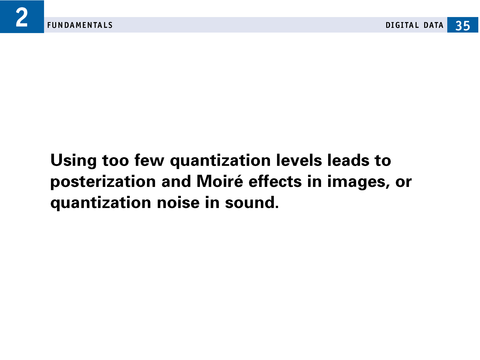 2 FUNDAMENTALS DIGITAL DATA 35
Using too few quantization levels leads to
posterization and Moiré effects in images, or
quantization noise in sound.